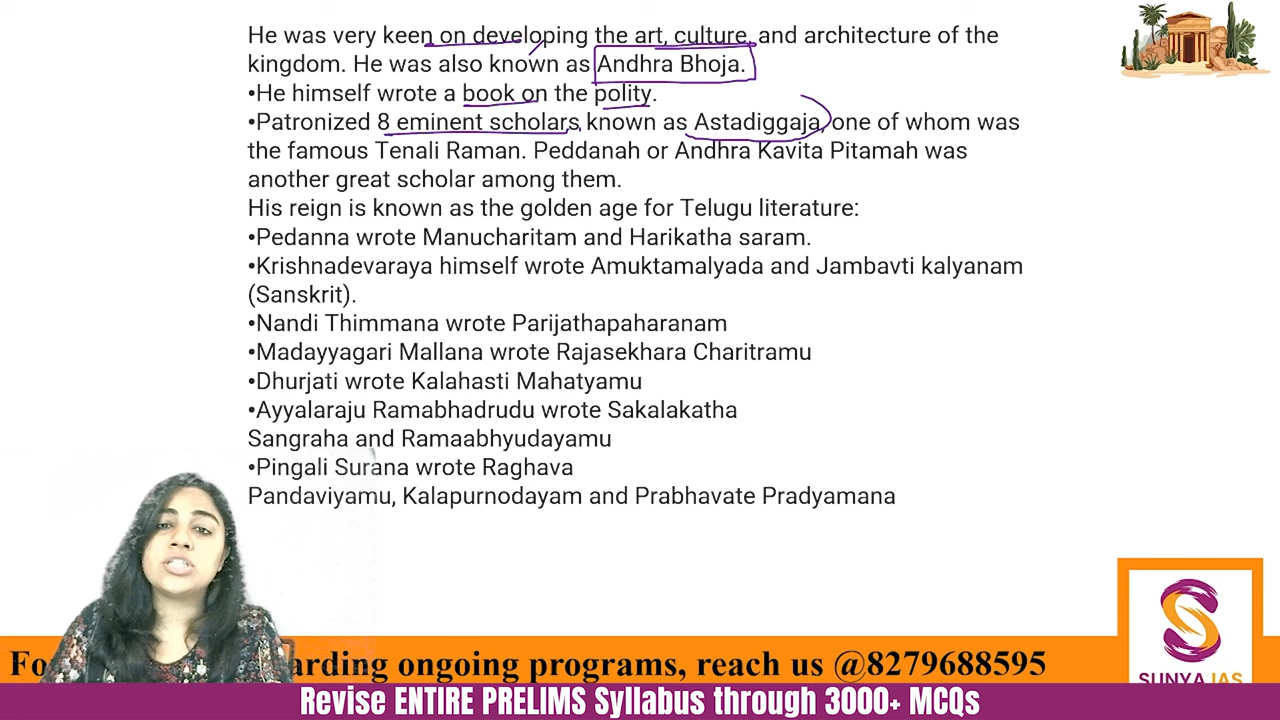 He was very keen on developing the art, culture, and architecture of the
kingdom. He was also known as Andhra Bhoja.
•He himself wrote a book on the polity.
•Patronized 8 eminent scholars known as Astadiggaja, one of whom was
the famous Tenali Raman. Peddanah or Andhra Kavita Pitamah was
another great scholar among them.
His reign is known as the golden age for Telugu literature:
•Pedanna wrote Manucharitam and Harikatha saram.
•Krishnadevaraya himself wrote Amuktamalyada and Jambavti kalyanam
(Sanskrit).
•Nandi Thimmana wrote Parijathapaharanam
•Madayyagari Mallana wrote Rajasekhara Charitramu
•Dhurjati wrote Kalahasti Mahatyamu
•Ayyalaraju Ramabhadrudu wrote Sakalakatha
Sangraha and Ramaabhyudayamu
•Pingali Surana wrote Raghava
Pandaviyamu, Kalapurnodayam and Prabhavate Pradyamana
Fo arding ongoing programs, reach us @8279688595
SUNYA IAS
Revise ENTIRE PRELIMS Syllabus through 3000+ MCQs